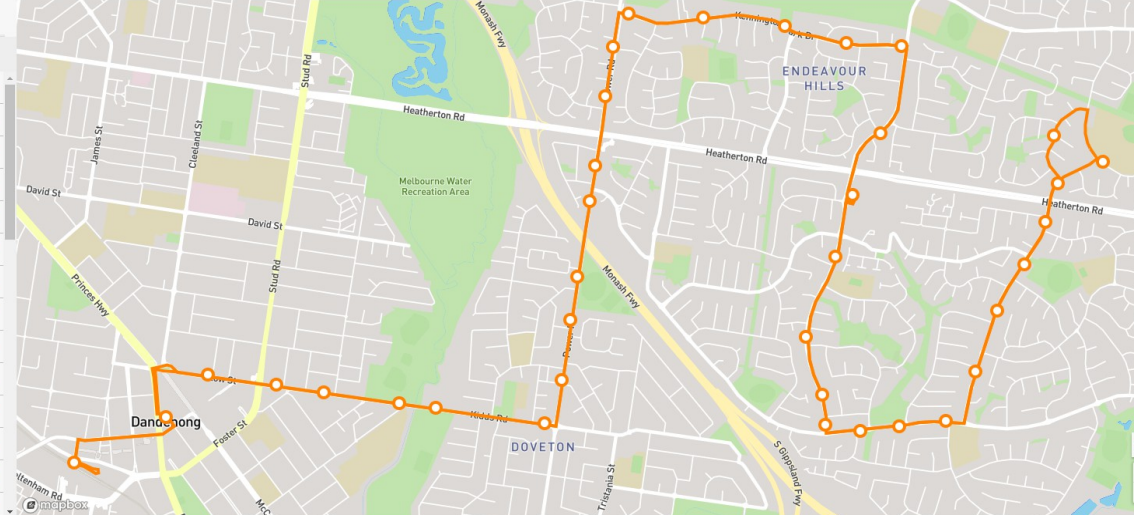 Monash Fwy
Kennington Park Dr
Stud Rd
ENDEAVOUR
HILLS
Heatherton Rd
James St
Cleeland St
Heatherton Rd
Melbourne Water
Recreation Area
David St
Heatherton Rd
David St
Stud Rd
Monash Fwy
Princes Hwy
Kidds Rd
Dandenong
Foster St
DOVETON
S Gippsland Fwy
Tristania St
mapbox